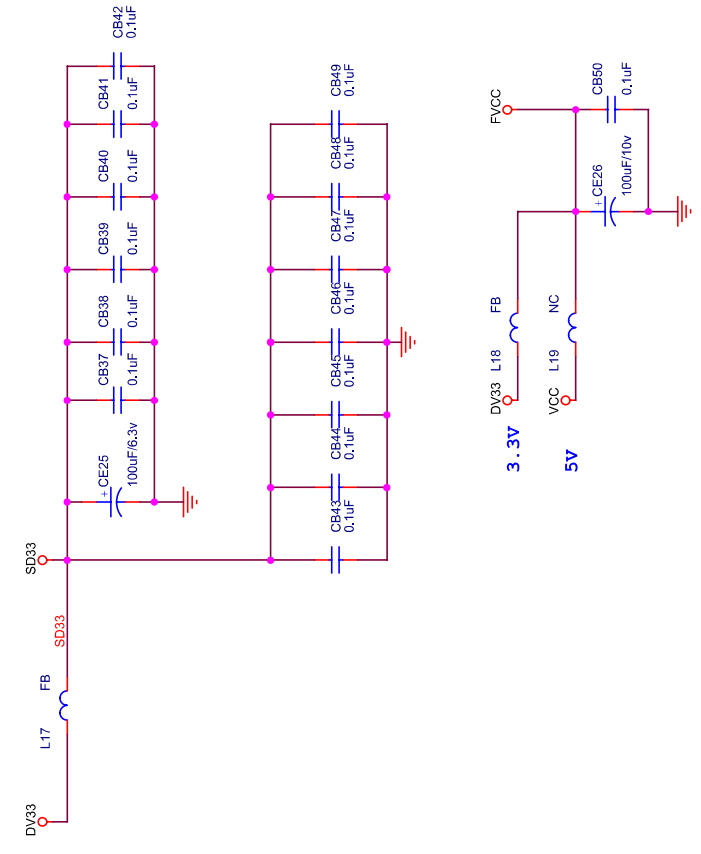 CB42
0.1uF
CB41
0.1uF
CB40
0.1uF
CB39
0.1uF
CB38
0.1uF
CB37
0.1uF
+
CE25
100uF/6.3v
SD33
SD33
FB
L17
DV33
CB49
0.1uF
CB48
0.1uF
CB47
0.1uF
CB46
0.1uF
CB45
0.1uF
CB44
0.1uF
CB43
0.1uF
FVCC
CB50
0.1uF
+
CE26
100uF/10v
FB
L18
DV33
3.3V
NC
L19
VCC
5V